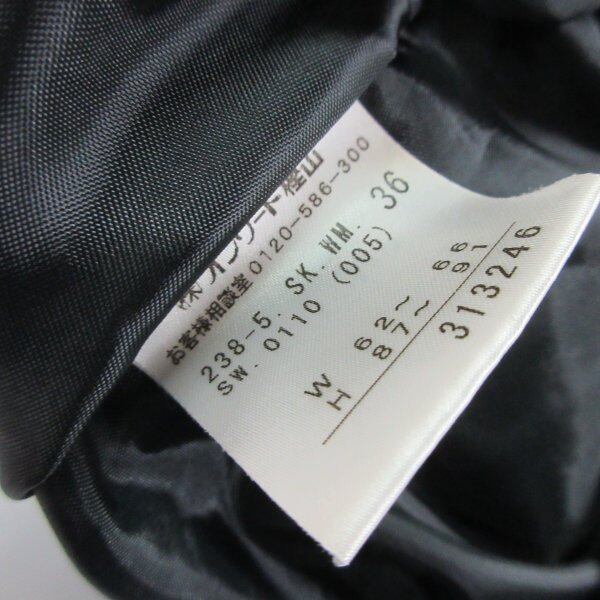 (株)オンワード樫山
お客様相談室 0120-586-300
238-5. SK. WM. 36
SW. 0110 (005)
W 62～66
H 87～91
313246